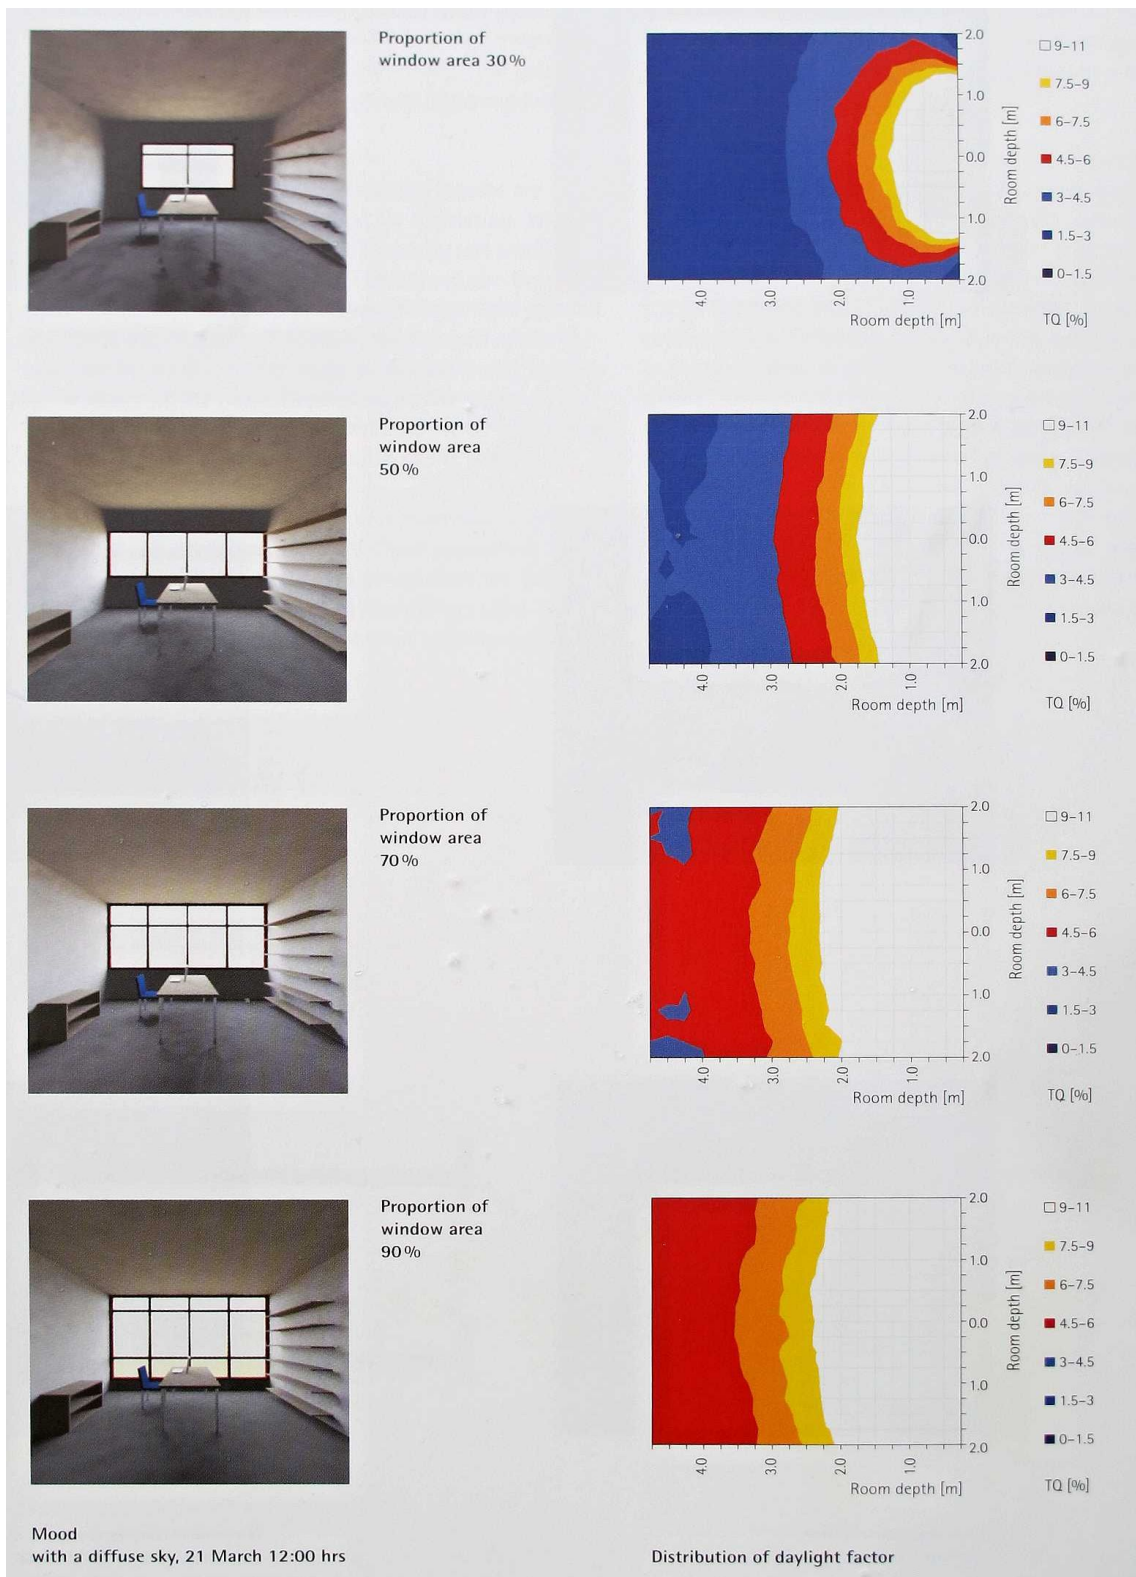 Proportion of
window area 30%
2.0
1.0
0.0
1.0
2.0
Room depth [m]
4.0
3.0
2.0
1.0
Room depth [m]
9–11
7.5–9
6–7.5
4.5–6
3–4.5
1.5–3
0–1.5
TQ [%]
Proportion of
window area
50%
2.0
1.0
0.0
1.0
2.0
Room depth [m]
4.0
3.0
2.0
1.0
Room depth [m]
9–11
7.5–9
6–7.5
4.5–6
3–4.5
1.5–3
0–1.5
TQ [%]
Proportion of
window area
70%
2.0
1.0
0.0
1.0
2.0
Room depth [m]
4.0
3.0
2.0
1.0
Room depth [m]
9–11
7.5–9
6–7.5
4.5–6
3–4.5
1.5–3
0–1.5
TQ [%]
Proportion of
window area
90%
2.0
1.0
0.0
1.0
2.0
Room depth [m]
4.0
3.0
2.0
1.0
Room depth [m]
9–11
7.5–9
6–7.5
4.5–6
3–4.5
1.5–3
0–1.5
TQ [%]
Mood
with a diffuse sky, 21 March 12:00 hrs
Distribution of daylight factor